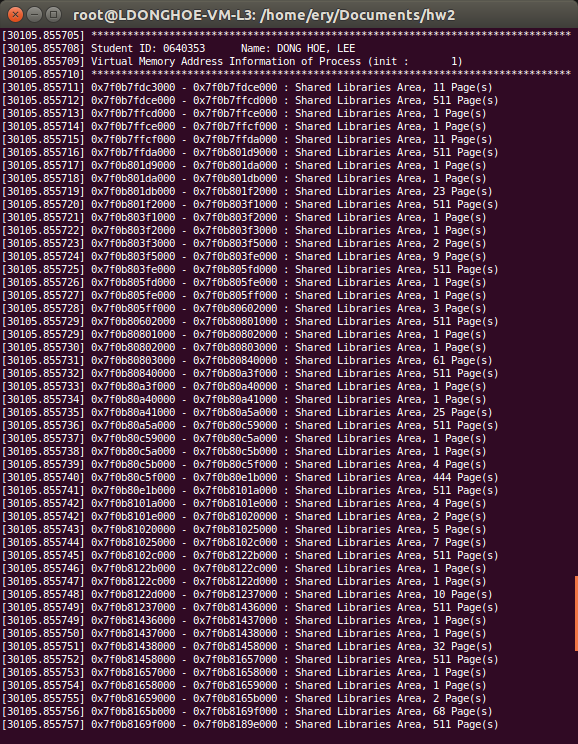 root@LDONGHOE-VM-L3: /home/ery/Documents/hw2
[30105.855705] ********************************************************************************
[30105.855708] Student ID: 0640353      Name: DONG HOE, LEE
[30105.855709] Virtual Memory Address Information of Process (init :       1)
[30105.855710] ********************************************************************************
[30105.855711] 0x7f0b7fdc3000 - 0x7f0b7fdce000 : Shared Libraries Area, 11 Page(s)
[30105.855712] 0x7f0b7fdce000 - 0x7f0b7ffcd000 : Shared Libraries Area, 511 Page(s)
[30105.855713] 0x7f0b7ffcd000 - 0x7f0b7ffce000 : Shared Libraries Area, 1 Page(s)
[30105.855714] 0x7f0b7ffce000 - 0x7f0b7ffcf000 : Shared Libraries Area, 1 Page(s)
[30105.855715] 0x7f0b7ffcf000 - 0x7f0b7ffda000 : Shared Libraries Area, 11 Page(s)
[30105.855716] 0x7f0b7ffda000 - 0x7f0b801d9000 : Shared Libraries Area, 511 Page(s)
[30105.855717] 0x7f0b801d9000 - 0x7f0b801da000 : Shared Libraries Area, 1 Page(s)
[30105.855718] 0x7f0b801da000 - 0x7f0b801db000 : Shared Libraries Area, 1 Page(s)
[30105.855719] 0x7f0b801db000 - 0x7f0b801f2000 : Shared Libraries Area, 23 Page(s)
[30105.855720] 0x7f0b801f2000 - 0x7f0b803f1000 : Shared Libraries Area, 511 Page(s)
[30105.855721] 0x7f0b803f1000 - 0x7f0b803f2000 : Shared Libraries Area, 1 Page(s)
[30105.855722] 0x7f0b803f2000 - 0x7f0b803f3000 : Shared Libraries Area, 1 Page(s)
[30105.855723] 0x7f0b803f3000 - 0x7f0b803f5000 : Shared Libraries Area, 2 Page(s)
[30105.855724] 0x7f0b803f5000 - 0x7f0b803fe000 : Shared Libraries Area, 9 Page(s)
[30105.855725] 0x7f0b803fe000 - 0x7f0b805fd000 : Shared Libraries Area, 511 Page(s)
[30105.855726] 0x7f0b805fd000 - 0x7f0b805fe000 : Shared Libraries Area, 1 Page(s)
[30105.855727] 0x7f0b805fe000 - 0x7f0b805ff000 : Shared Libraries Area, 1 Page(s)
[30105.855728] 0x7f0b805ff000 - 0x7f0b80602000 : Shared Libraries Area, 3 Page(s)
[30105.855729] 0x7f0b80602000 - 0x7f0b80801000 : Shared Libraries Area, 511 Page(s)
[30105.855729] 0x7f0b80801000 - 0x7f0b80802000 : Shared Libraries Area, 1 Page(s)
[30105.855730] 0x7f0b80802000 - 0x7f0b80803000 : Shared Libraries Area, 1 Page(s)
[30105.855731] 0x7f0b80803000 - 0x7f0b80840000 : Shared Libraries Area, 61 Page(s)
[30105.855732] 0x7f0b80840000 - 0x7f0b80a3f000 : Shared Libraries Area, 511 Page(s)
[30105.855733] 0x7f0b80a3f000 - 0x7f0b80a40000 : Shared Libraries Area, 1 Page(s)
[30105.855734] 0x7f0b80a40000 - 0x7f0b80a41000 : Shared Libraries Area, 1 Page(s)
[30105.855735] 0x7f0b80a41000 - 0x7f0b80a5a000 : Shared Libraries Area, 25 Page(s)
[30105.855736] 0x7f0b80a5a000 - 0x7f0b80c59000 : Shared Libraries Area, 511 Page(s)
[30105.855737] 0x7f0b80c59000 - 0x7f0b80c5a000 : Shared Libraries Area, 1 Page(s)
[30105.855738] 0x7f0b80c5a000 - 0x7f0b80c5b000 : Shared Libraries Area, 1 Page(s)
[30105.855739] 0x7f0b80c5b000 - 0x7f0b80c5f000 : Shared Libraries Area, 4 Page(s)
[30105.855740] 0x7f0b80c5f000 - 0x7f0b80e1b000 : Shared Libraries Area, 444 Page(s)
[30105.855741] 0x7f0b80e1b000 - 0x7f0b8101a000 : Shared Libraries Area, 511 Page(s)
[30105.855742] 0x7f0b8101a000 - 0x7f0b8101e000 : Shared Libraries Area, 4 Page(s)
[30105.855742] 0x7f0b8101e000 - 0x7f0b81020000 : Shared Libraries Area, 2 Page(s)
[30105.855743] 0x7f0b81020000 - 0x7f0b81025000 : Shared Libraries Area, 5 Page(s)
[30105.855744] 0x7f0b81025000 - 0x7f0b8102c000 : Shared Libraries Area, 7 Page(s)
[30105.855745] 0x7f0b8102c000 - 0x7f0b8122b000 : Shared Libraries Area, 511 Page(s)
[30105.855746] 0x7f0b8122b000 - 0x7f0b8122c000 : Shared Libraries Area, 1 Page(s)
[30105.855747] 0x7f0b8122c000 - 0x7f0b8122d000 : Shared Libraries Area, 1 Page(s)
[30105.855748] 0x7f0b8122d000 - 0x7f0b81237000 : Shared Libraries Area, 10 Page(s)
[30105.855749] 0x7f0b81237000 - 0x7f0b81436000 : Shared Libraries Area, 511 Page(s)
[30105.855749] 0x7f0b81436000 - 0x7f0b81437000 : Shared Libraries Area, 1 Page(s)
[30105.855750] 0x7f0b81437000 - 0x7f0b81438000 : Shared Libraries Area, 1 Page(s)
[30105.855751] 0x7f0b81438000 - 0x7f0b81458000 : Shared Libraries Area, 32 Page(s)
[30105.855752] 0x7f0b81458000 - 0x7f0b81657000 : Shared Libraries Area, 511 Page(s)
[30105.855753] 0x7f0b81657000 - 0x7f0b81658000 : Shared Libraries Area, 1 Page(s)
[30105.855754] 0x7f0b81658000 - 0x7f0b81659000 : Shared Libraries Area, 1 Page(s)
[30105.855755] 0x7f0b81659000 - 0x7f0b8165b000 : Shared Libraries Area, 2 Page(s)
[30105.855756] 0x7f0b8165b000 - 0x7f0b8169f000 : Shared Libraries Area, 68 Page(s)
[30105.855757] 0x7f0b8169f000 - 0x7f0b8189e000 : Shared Libraries Area, 511 Page(s)